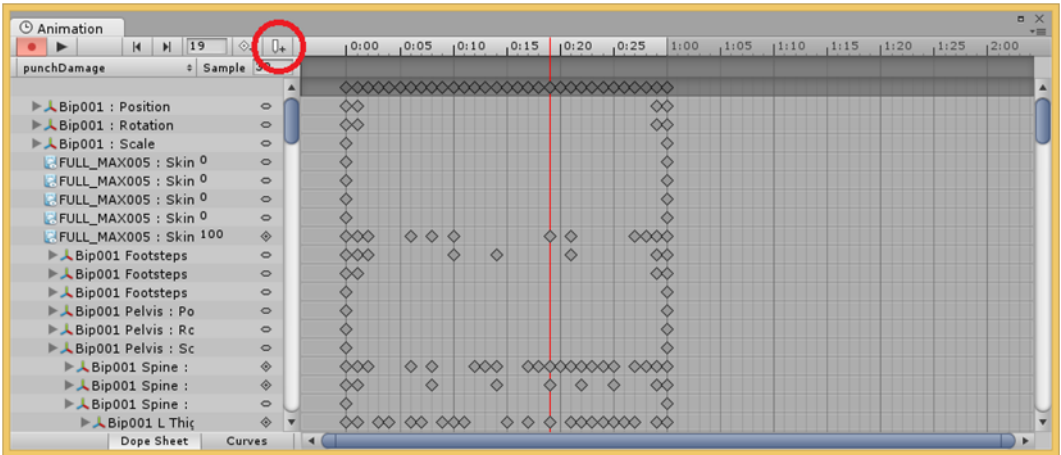 Animation
19
0:00 0:05 0:10 0:15 0:20 0:25 1:00 1:05 1:10 1:15 1:20 1:25 2:00
punchDamage Sample
Bip001 : Position
Bip001 : Rotation
Bip001 : Scale
FULL_MAX005 : Skin 0
FULL_MAX005 : Skin 0
FULL_MAX005 : Skin 0
FULL_MAX005 : Skin 0
FULL_MAX005 : Skin 100
Bip001 Footsteps
Bip001 Footsteps
Bip001 Footsteps
Bip001 Pelvis : Po
Bip001 Pelvis : Rc
Bip001 Pelvis : Sc
Bip001 Spine :
Bip001 Spine :
Bip001 Spine :
Bip001 L Thig
Dope Sheet Curves